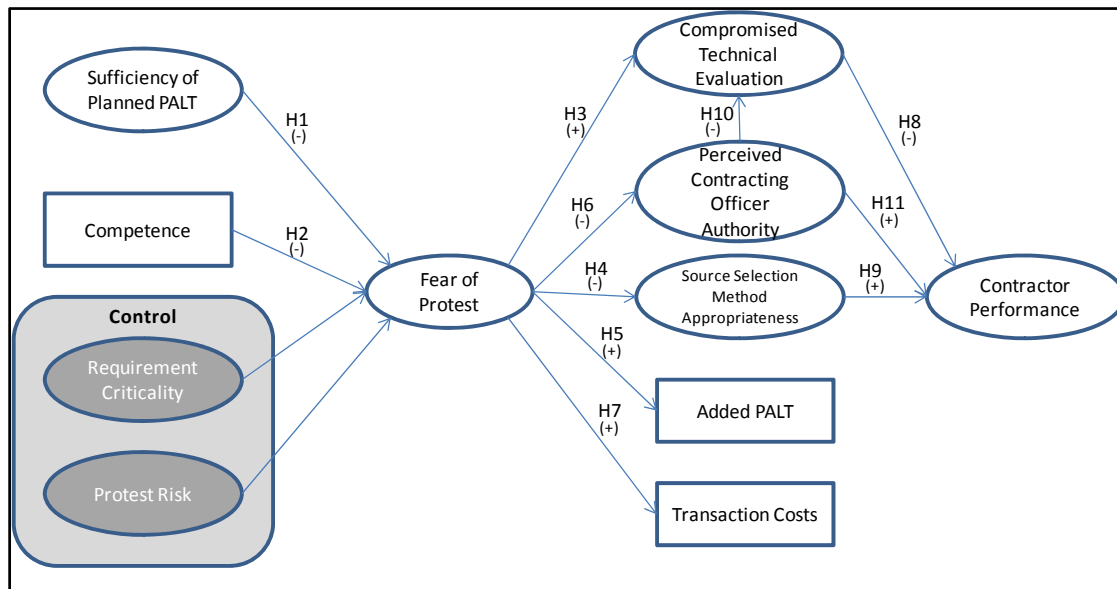 Sufficiency of
Planned PALT
H1
(-)
Competence
H2
(-)
Control
Requirement
Criticality
Protest Risk
Fear of
Protest
H3
(+)
H6
(-)
H4
(-)
H5
(+)
H7
(+)
Compromised
Technical
Evaluation
H10
(-)
Perceived
Contracting
Officer
Authority
Source Selection
Method
Appropriateness
Added PALT
Transaction Costs
H8
(-)
H11
(+)
H9
(+)
Contractor
Performance